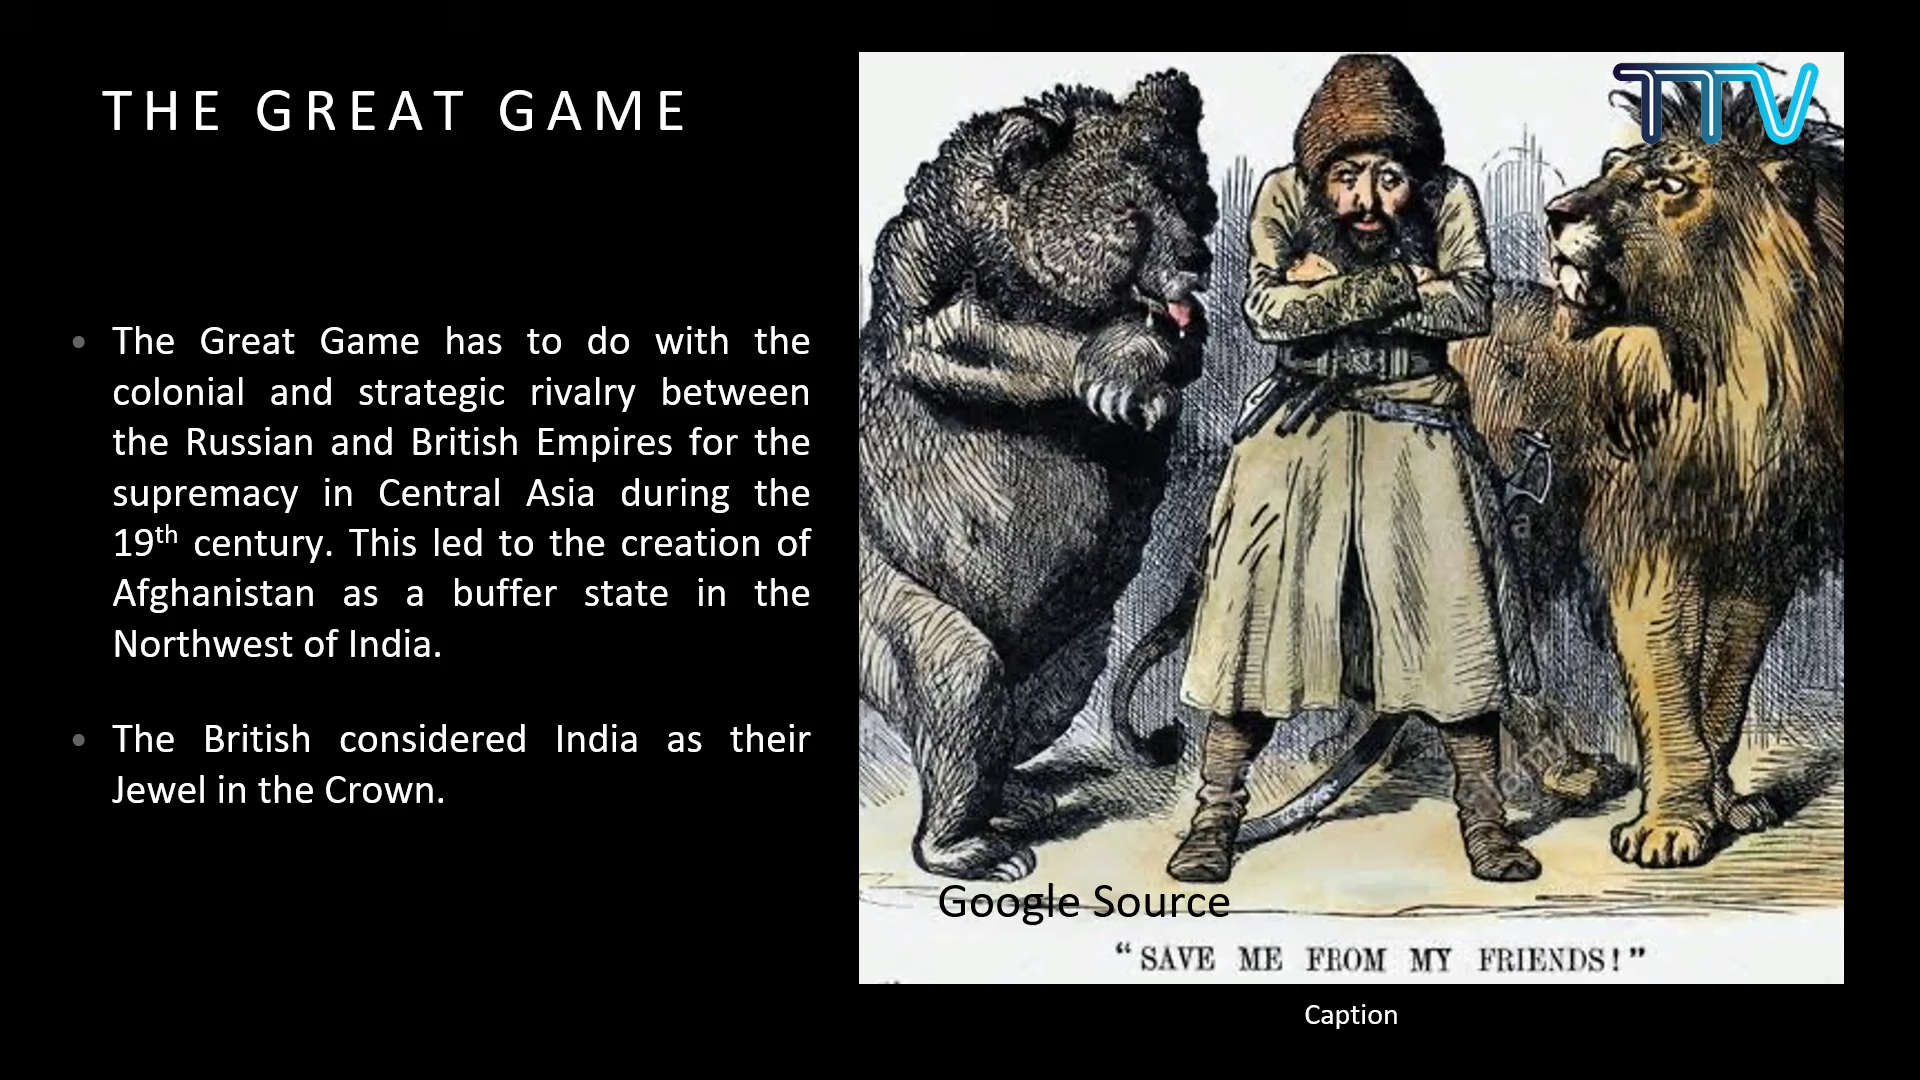 THE GREAT GAME
TTV
• The Great Game has to do with the
colonial and strategic rivalry between
the Russian and British Empires for the
supremacy in Central Asia during the
19th century. This led to the creation of
Afghanistan as a buffer state in the
Northwest of India.
• The British considered India as their
Jewel in the Crown.
Google Source
“SAVE ME FROM MY FRIENDS!”
Caption